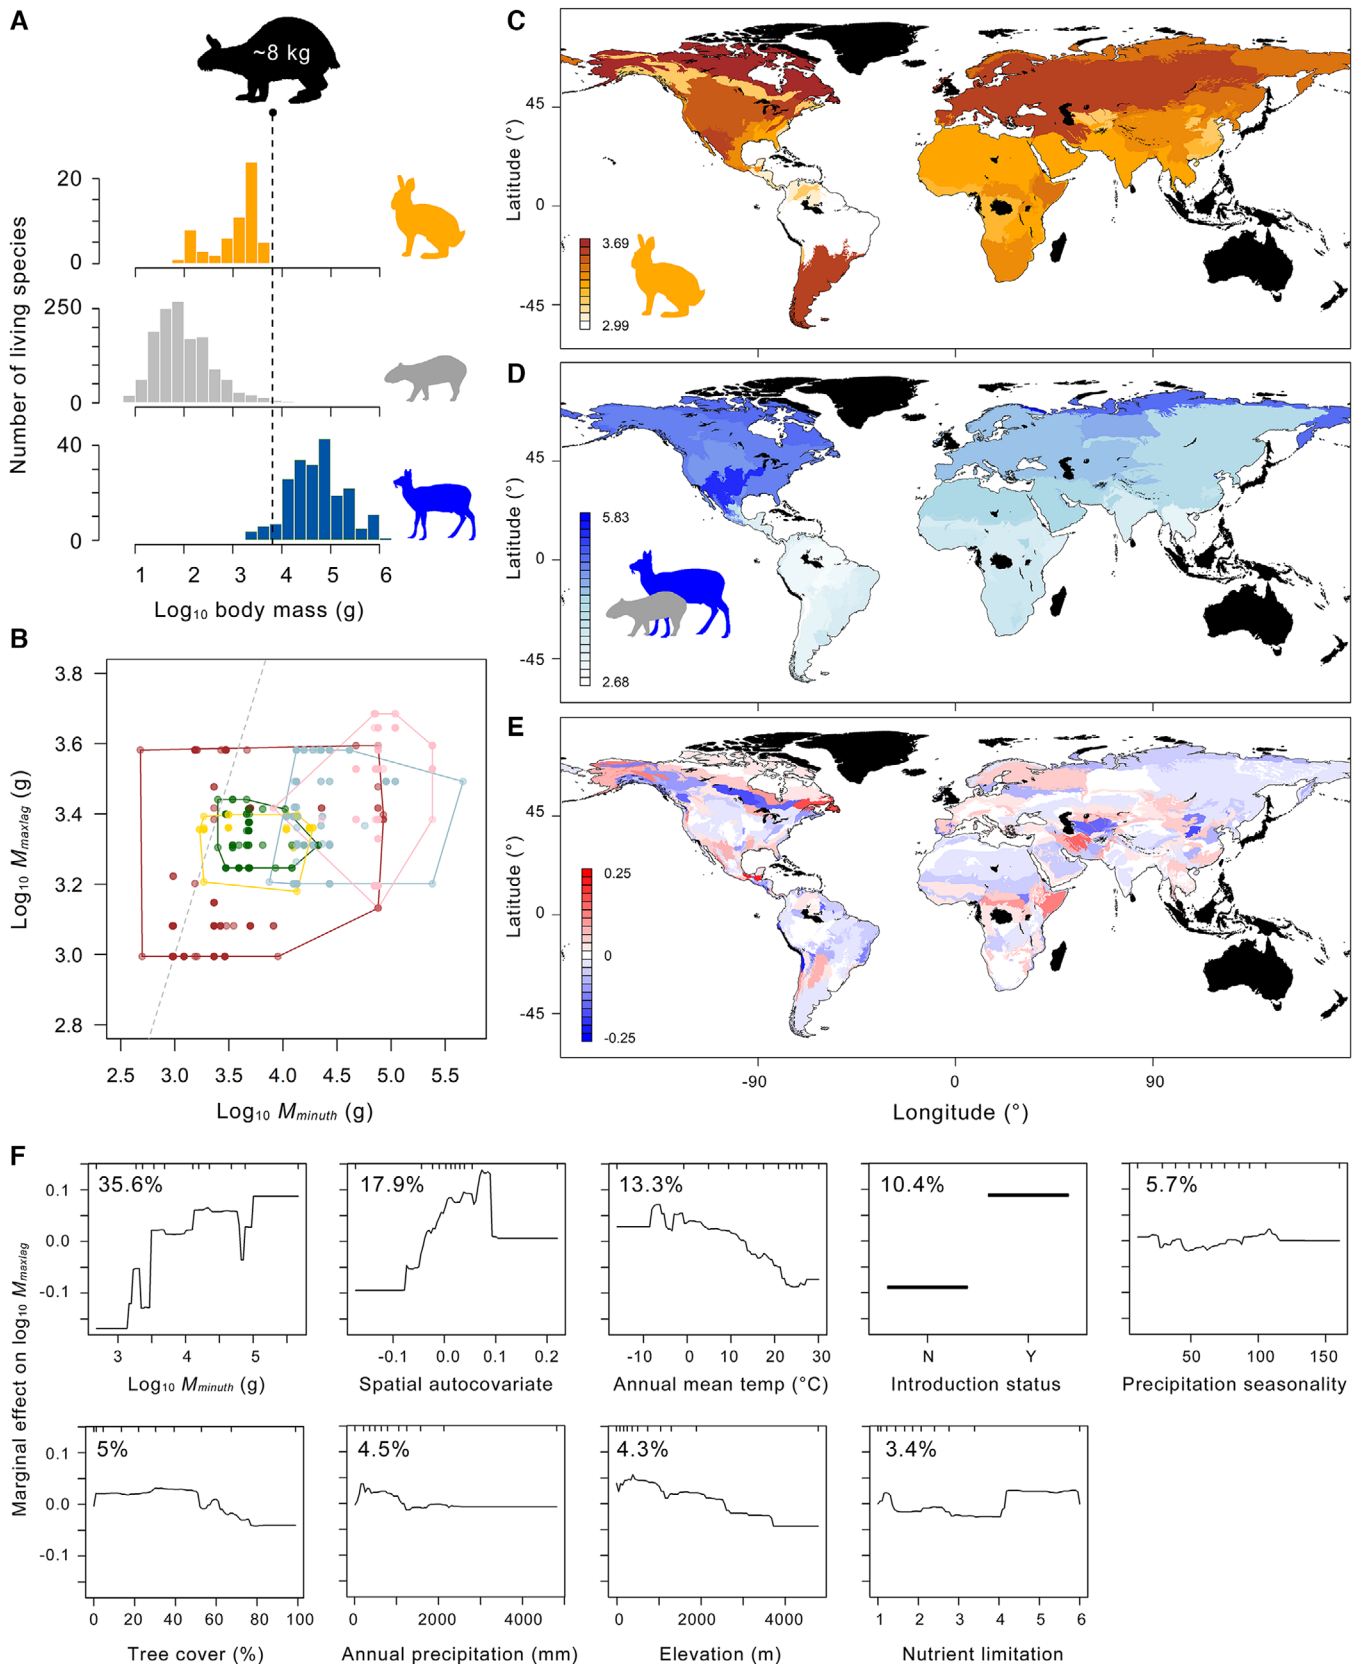 A
~8 kg
20
0
250
0
40
0
Number of living species
1 2 3 4 5 6
Log10 body mass (g)
B
3.8
3.6
3.4
3.2
3.0
2.8
Log10 Mmaxlag (g)
2.5 3.0 3.5 4.0 4.5 5.0 5.5
Log10 Mminuth (g)
C
Latitude (°)
45
0
-45
3.69
2.99
D
Latitude (°)
45
0
-45
5.83
2.68
E
Latitude (°)
45
0
-45
0.25
0
-0.25
-90 0 90
Longitude (°)
F
Marginal effect on log10 Mmaxlag
0.1
0.0
-0.1
35.6%
3 4 5
Log10 Mminuth (g)
17.9%
-0.1 0.0 0.1 0.2
Spatial autocovariate
13.3%
-10 0 10 20 30
Annual mean temp (°C)
10.4%
N Y
Introduction status
5.7%
50 100 150
Precipitation seasonality
0.1
0.0
-0.1
5%
0 20 40 60 80 100
Tree cover (%)
4.5%
0 2000 4000
Annual precipitation (mm)
4.3%
0 2000 4000
Elevation (m)
3.4%
1 2 3 4 5 6
Nutrient limitation